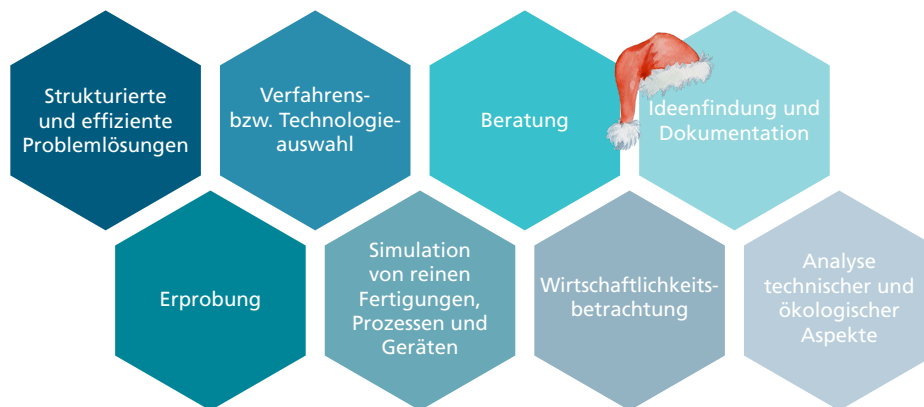 Strukturierte
und effiziente
Problemlösungen
Verfahrens-
bzw. Technologie-
auswahl
Beratung
Ideenfindung und
Dokumentation
Erprobung
Simulation
von reinen
Fertigungen,
Prozessen und
Geräten
Wirtschaftlichkeits-
betrachtung
Analyse
technischer und
ökologischer
Aspekte